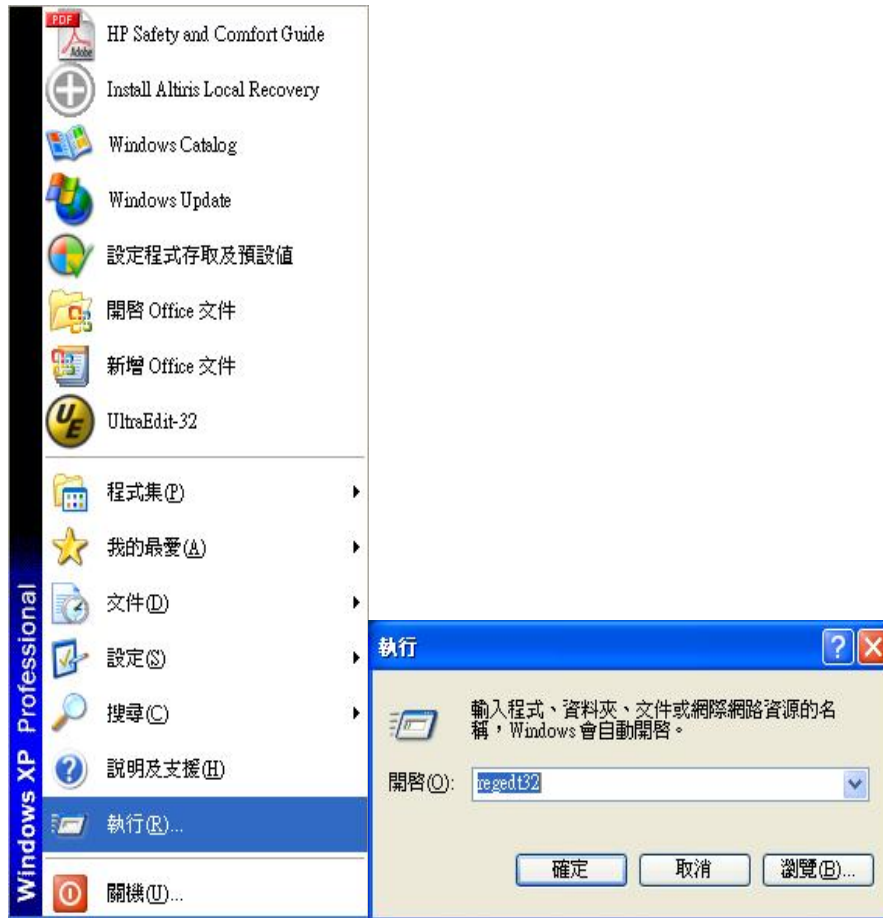 PDF
Adobe
HP Safety and Comfort Guide
Install Altiris Local Recovery
Windows Catalog
Windows Update
設定程式存取及預設值
開啓 Office 文件
新增 Office 文件
UE
UltraEdit-32
程式集(P)
我的最愛(A)
文件(D)
設定(S)
搜尋(C)
說明及支援(H)
執行(R)...
關機(U)...
Windows XP Professional
執行
輸入程式、資料夾、文件或網際網路資源的名
稱，Windows 會自動開啓。
開啓(O):
regedt32
確定
取消
瀏覽(B)...